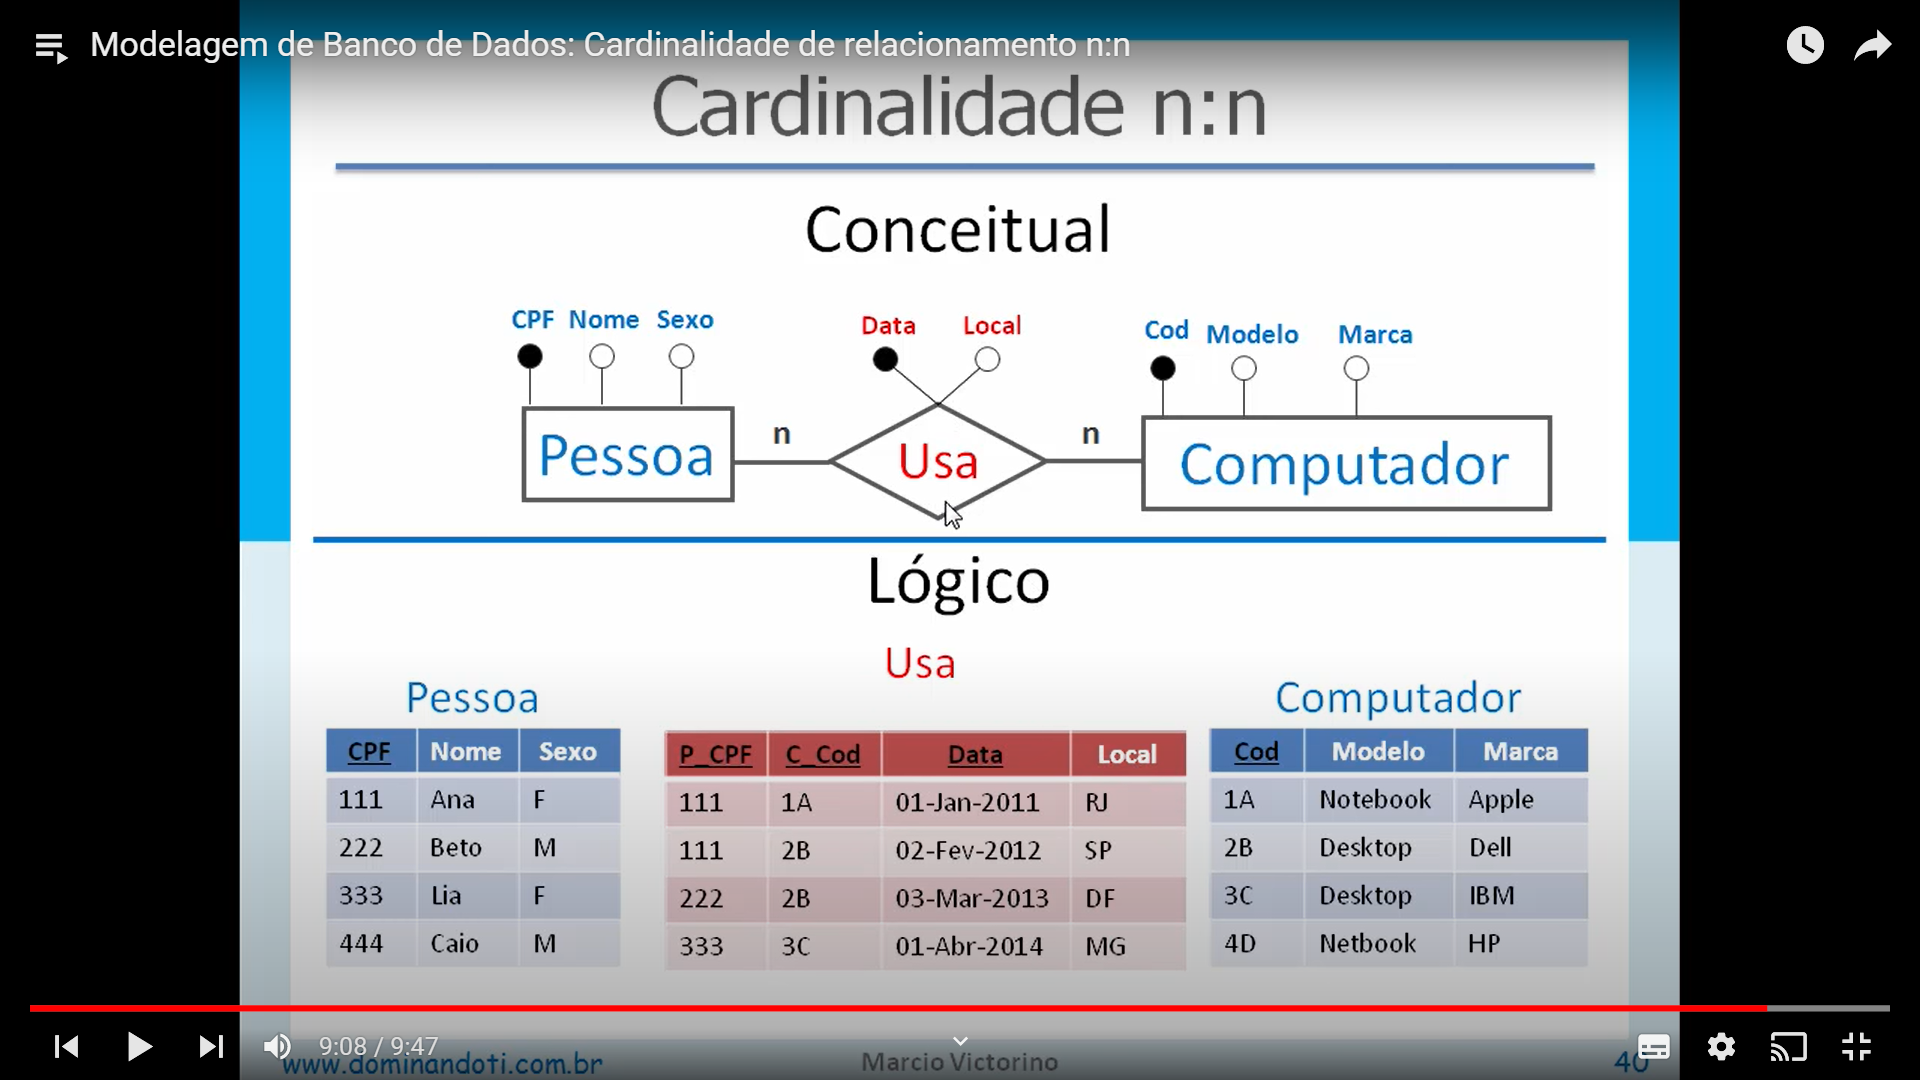 Modelagem de Banco de Dados: Cardinalidade de relacionamento n:n
Cardinalidade n:n
Conceitual
CPF Nome Sexo
Data Local
Cod Modelo Marca
Pessoa n Usa n Computador
Lógico
Usa
Pessoa
CPF Nome Sexo
111 Ana F
222 Beto M
333 Lia F
444 Caio M
P_CPF C_Cod Data Local
111 1A 01-Jan-2011 RJ
111 2B 02-Fev-2012 SP
222 2B 03-Mar-2013 DF
333 3C 01-Abr-2014 MG
Computador
Cod Modelo Marca
1A Notebook Apple
2B Desktop Dell
3C Desktop IBM
4D Netbook HP
9:08 / 9:47
www.dominandoti.com.br
Marcio Victorino
40